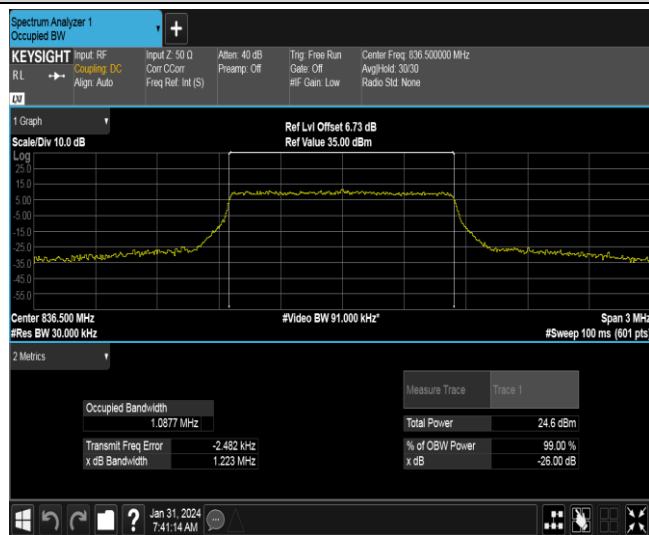 Spectrum Analyzer 1
Occupied BW
+
KEYSIGHT Input: RF Input Z: 50 Ω Atten: 40 dB Trig: Free Run Center Freq: 836.500000 MHz
RL Coupling: DC Corr CCorr Preamp: Off Gate: Off Avg|Hold: 30/30
Align: Auto Freq Ref: Int (S) #IF Gain: Low Radio Std: None
LXI
1 Graph
Ref Lvl Offset 6.73 dB
Scale/Div 10.0 dB Ref Value 35.00 dBm
Log
25.0
15.0
5.00
-5.00
-15.0
-25.0
-35.0
-45.0
-55.0
Center 836.500 MHz #Video BW 91.000 kHz* Span 3 MHz
#Res BW 30.000 kHz #Sweep 100 ms (601 pts)
2 Metrics
Measure Trace Trace 1
Occupied Bandwidth
1.0877 MHz Total Power 24.6 dBm
Transmit Freq Error -2.482 kHz % of OBW Power 99.00 %
x dB Bandwidth 1.223 MHz x dB -26.00 dB
? Jan 31, 2024
7:41:14 AM